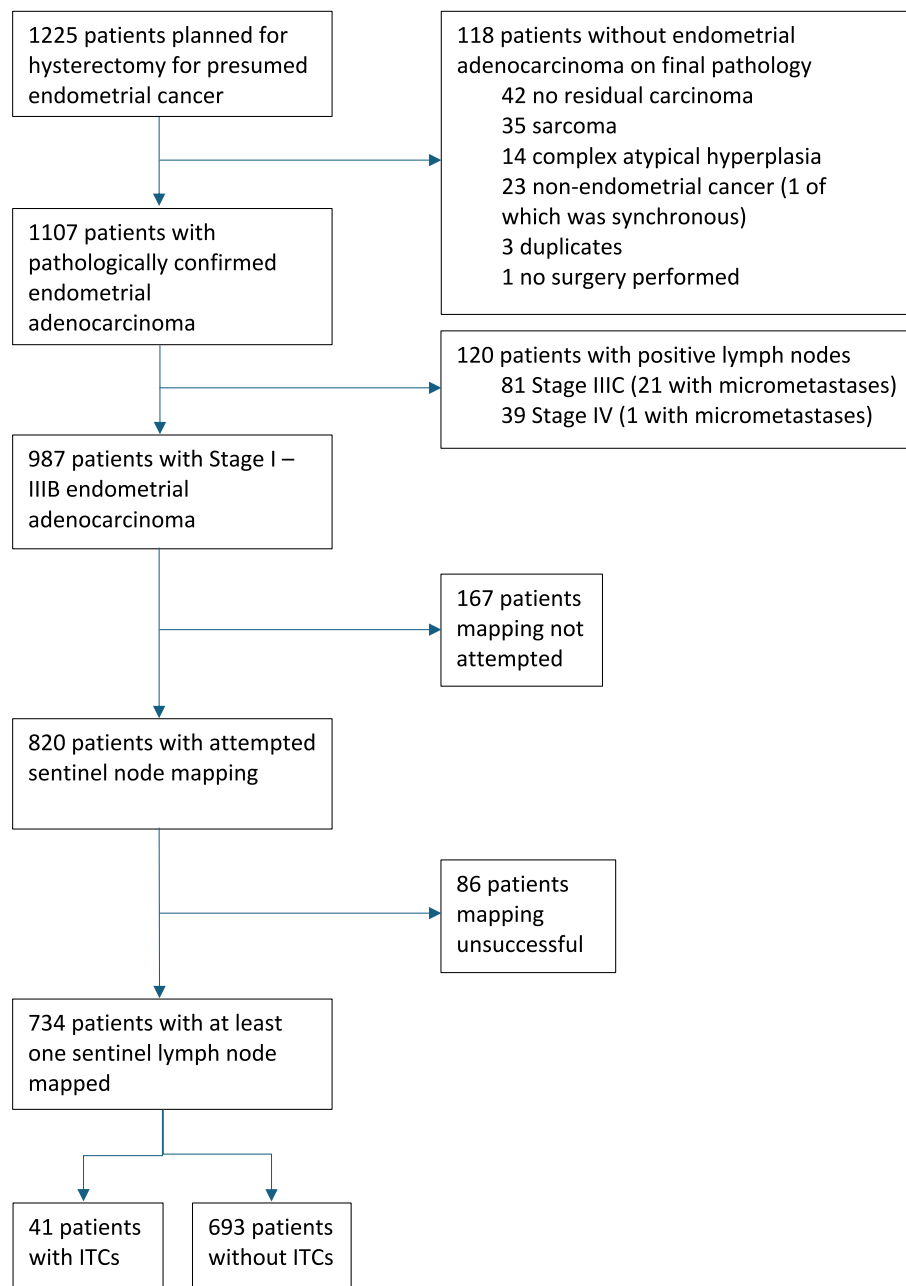 1225 patients planned for
hysterectomy for presumed
endometrial cancer
118 patients without endometrial
adenocarcinoma on final pathology
42 no residual carcinoma
35 sarcoma
14 complex atypical hyperplasia
23 non-endometrial cancer (1 of
which was synchronous)
3 duplicates
1 no surgery performed
1107 patients with
pathologically confirmed
endometrial
adenocarcinoma
120 patients with positive lymph nodes
81 Stage IIIC (21 with micrometastases)
39 Stage IV (1 with micrometastases)
987 patients with Stage I –
IIIB endometrial
adenocarcinoma
167 patients
mapping not
attempted
820 patients with attempted
sentinel node mapping
86 patients
mapping
unsuccessful
734 patients with at least
one sentinel lymph node
mapped
41 patients
with ITCs
693 patients
without ITCs